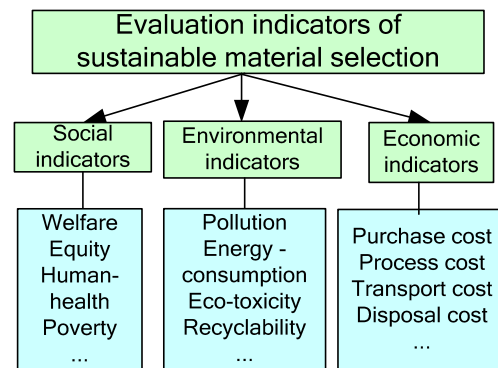 Evaluation indicators of
sustainable material selection
Social
indicators
Environmental
indicators
Economic
indicators
Welfare
Equity
Human-
health
Poverty
...
Pollution
Energy -
consumption
Eco-toxicity
Recyclability
...
Purchase cost
Process cost
Transport cost
Disposal cost
...